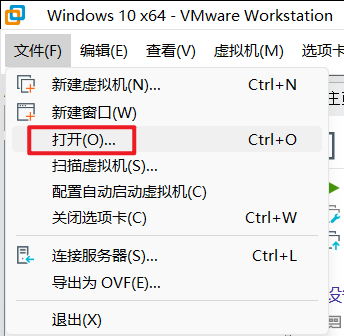 Windows 10 x64 - VMware Workstation
文件(F) 编辑(E) 查看(V) 虚拟机(M) 选项卡
新建虚拟机(N)... Ctrl+N
新建窗口(W)
打开(O)... Ctrl+O
扫描虚拟机(S)...
配置自动启动虚拟机(C)
关闭选项卡(C) Ctrl+W
连接服务器(S)... Ctrl+L
导出为 OVF(E)...
退出(X)